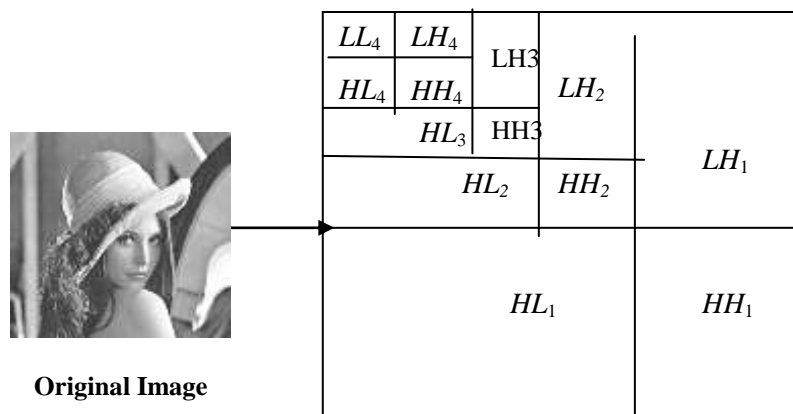 LL₄ LH₄
LH3
HL₄ HH₄ LH₂
HL₃ HH3
LH₁
HL₂ HH₂
HL₁ HH₁
Original Image